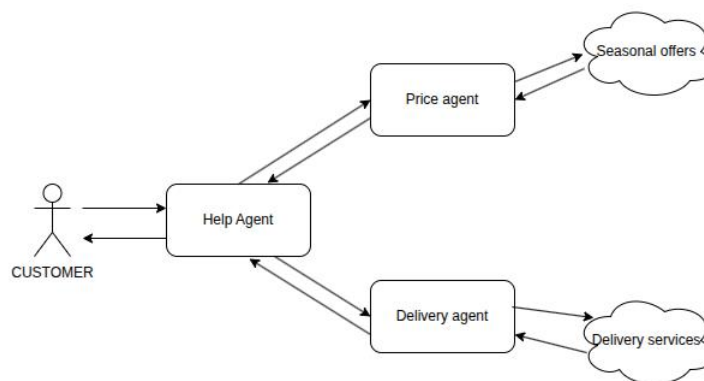 Seasonal offers
Price agent
Help Agent
CUSTOMER
Delivery agent
Delivery services